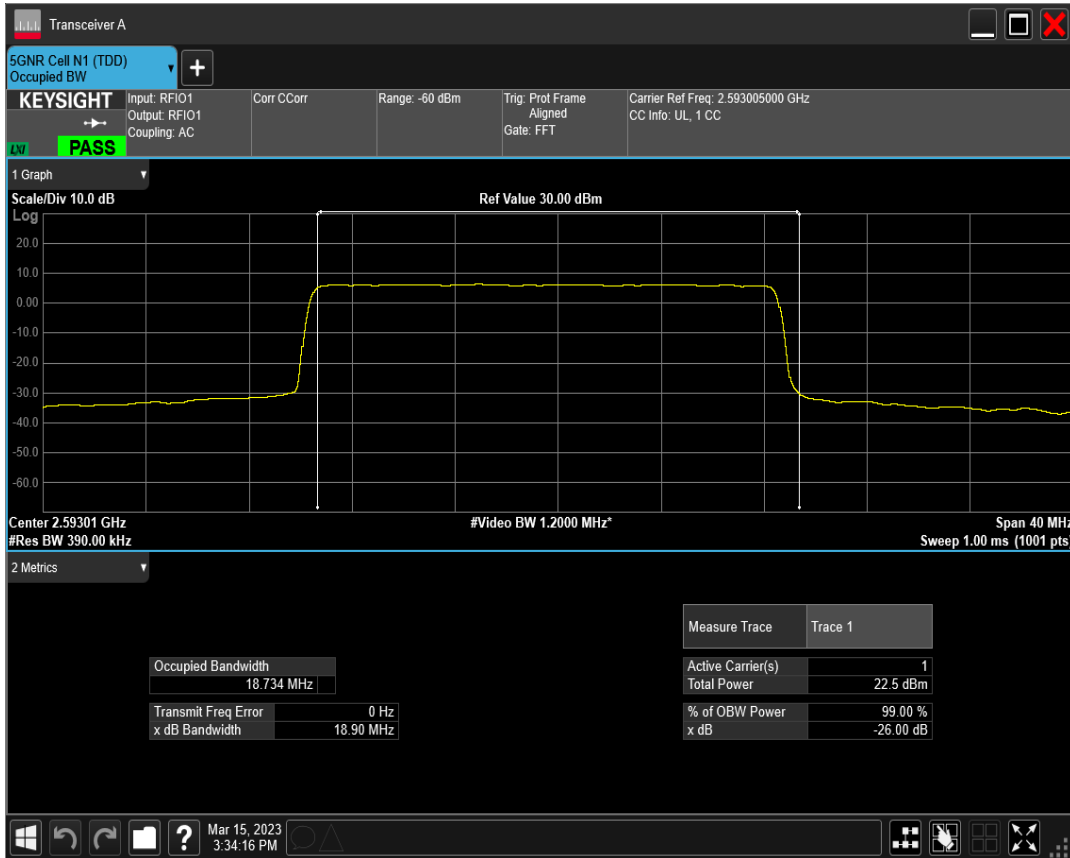 Transceiver A
5GNR Cell N1 (TDD)
Occupied BW
KEYSIGHT
LXI
PASS
Input: RFIO1
Output: RFIO1
Coupling: AC
Corr CCorr
Range: -60 dBm
Trig: Prot Frame
Aligned
Gate: FFT
Carrier Ref Freq: 2.593005000 GHz
CC Info: UL, 1 CC
1 Graph
Scale/Div 10.0 dB
Ref Value 30.00 dBm
Log
20.0
10.0
0.00
-10.0
-20.0
-30.0
-40.0
-50.0
-60.0
Center 2.59301 GHz
#Video BW 1.2000 MHz*
Span 40 MHz
#Res BW 390.00 kHz
Sweep 1.00 ms (1001 pts)
2 Metrics
Measure Trace Trace 1
Occupied Bandwidth
18.734 MHz
Active Carrier(s) 1
Total Power 22.5 dBm
Transmit Freq Error 0 Hz
x dB Bandwidth 18.90 MHz
% of OBW Power 99.00 %
x dB -26.00 dB
?
Mar 15, 2023
3:34:16 PM